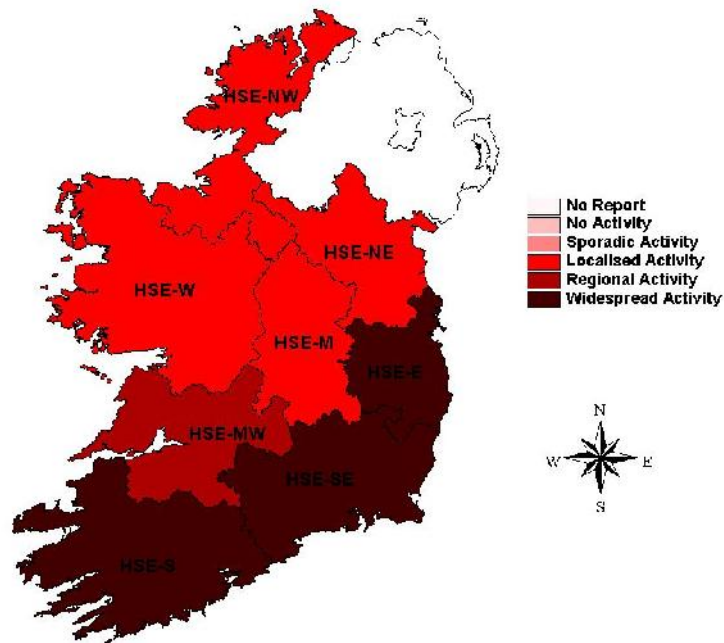 HSE-NW
No Report
No Activity
Sporadic Activity
Localised Activity
Regional Activity
Widespread Activity
HSE-NE
HSE-W
HSE-M
HSE-E
HSE-MW
HSE-SE
HSE-S
N
W E
S